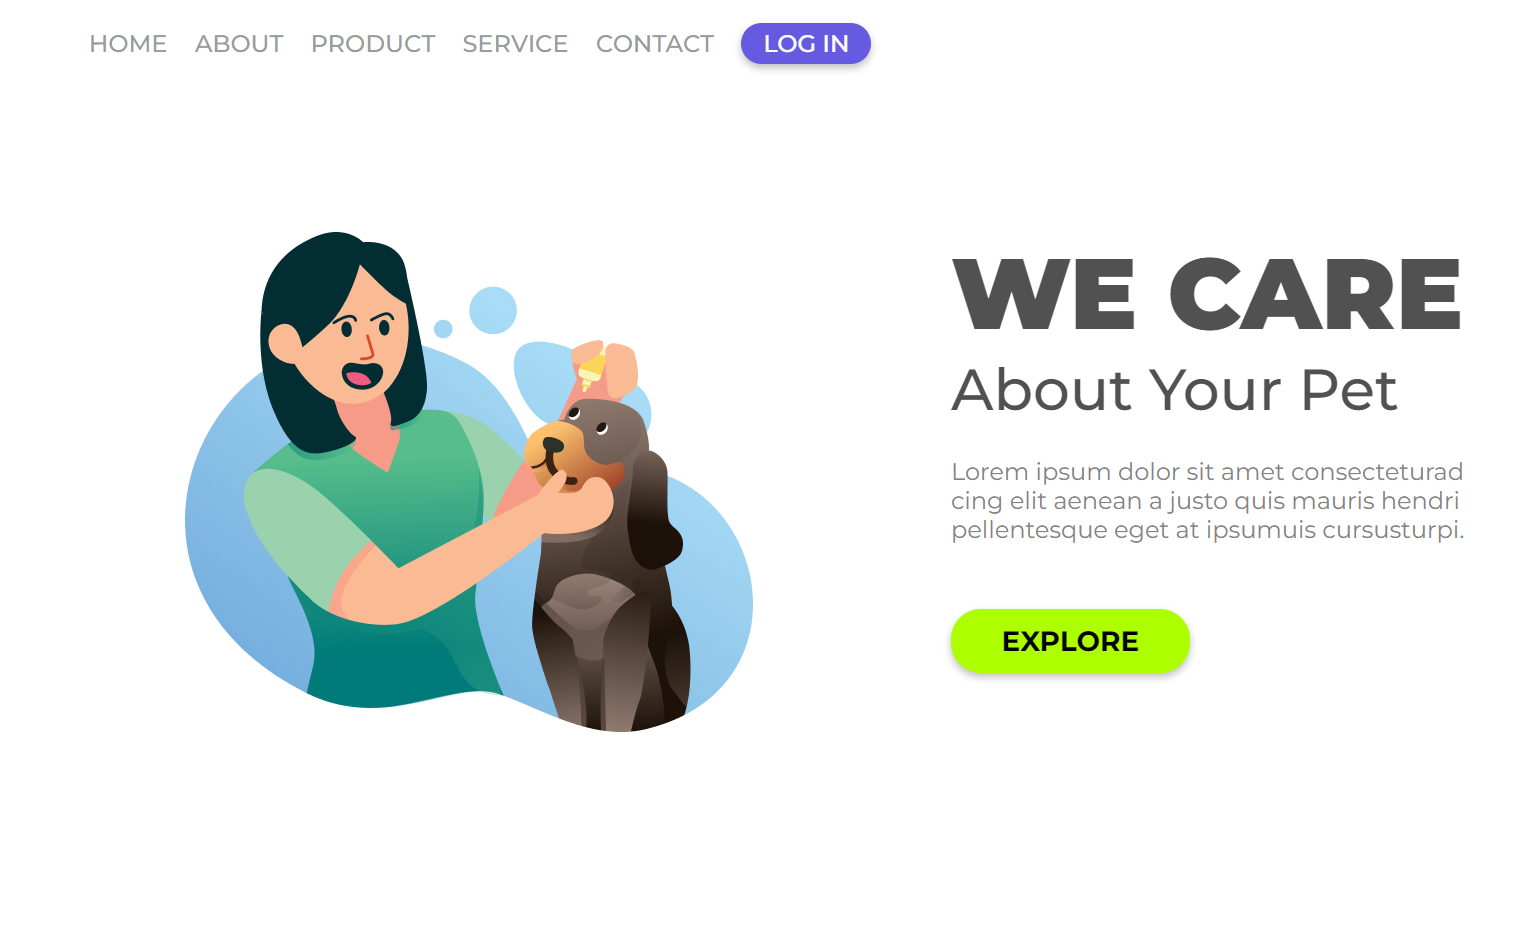 HOME ABOUT PRODUCT SERVICE CONTACT LOG IN
WE CARE
About Your Pet
Lorem ipsum dolor sit amet consecteturad
cing elit aenean a justo quis mauris hendri
pellentesque eget at ipsumuis cursusturpi.
EXPLORE